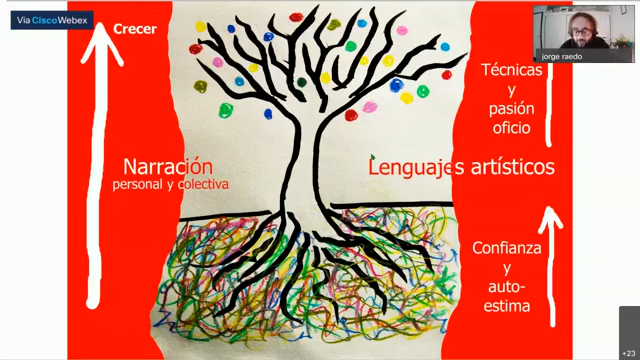 Via Cisco Webex
Crecer
jorge raedo
Técnicas
y
pasión
oficio
Narración
personal y colectiva
Lenguajes artísticos
Confianza
y
auto-
estima
+23